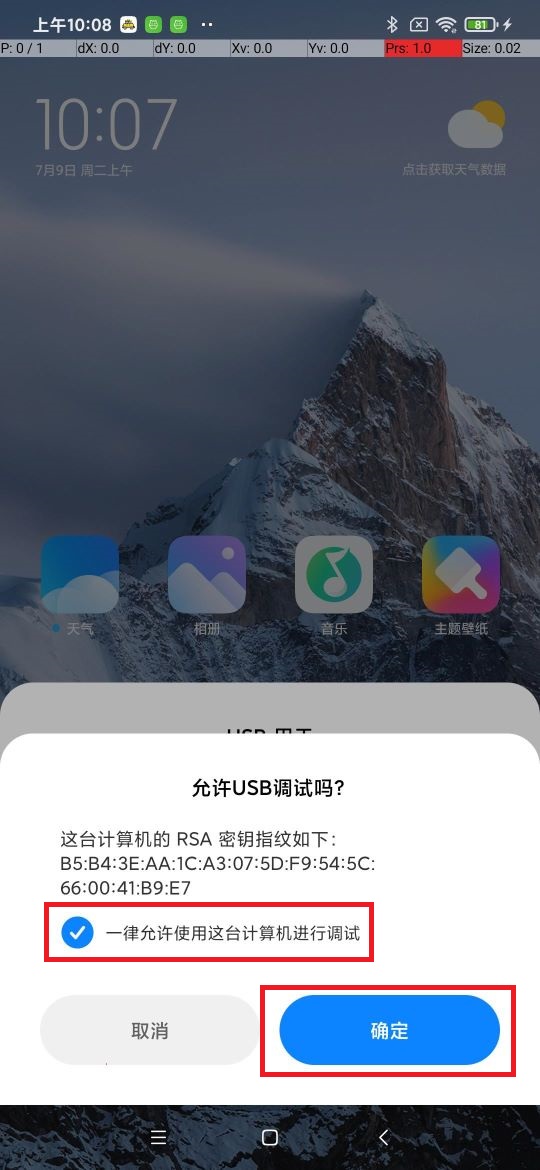 上午10:08
81
P: 0 / 1 dX: 0.0 dY: 0.0 Xv: 0.0 Yv: 0.0 Prs: 1.0 Size: 0.02
10:07
7月9日 周二上午
点击获取天气数据
天气 相册 音乐 主题壁纸
USB 用于
允许USB调试吗?
这台计算机的 RSA 密钥指纹如下:
B5:B4:3E:AA:1C:A3:07:5D:F9:54:5C:
66:00:41:B9:E7
一律允许使用这台计算机进行调试
取消 确定